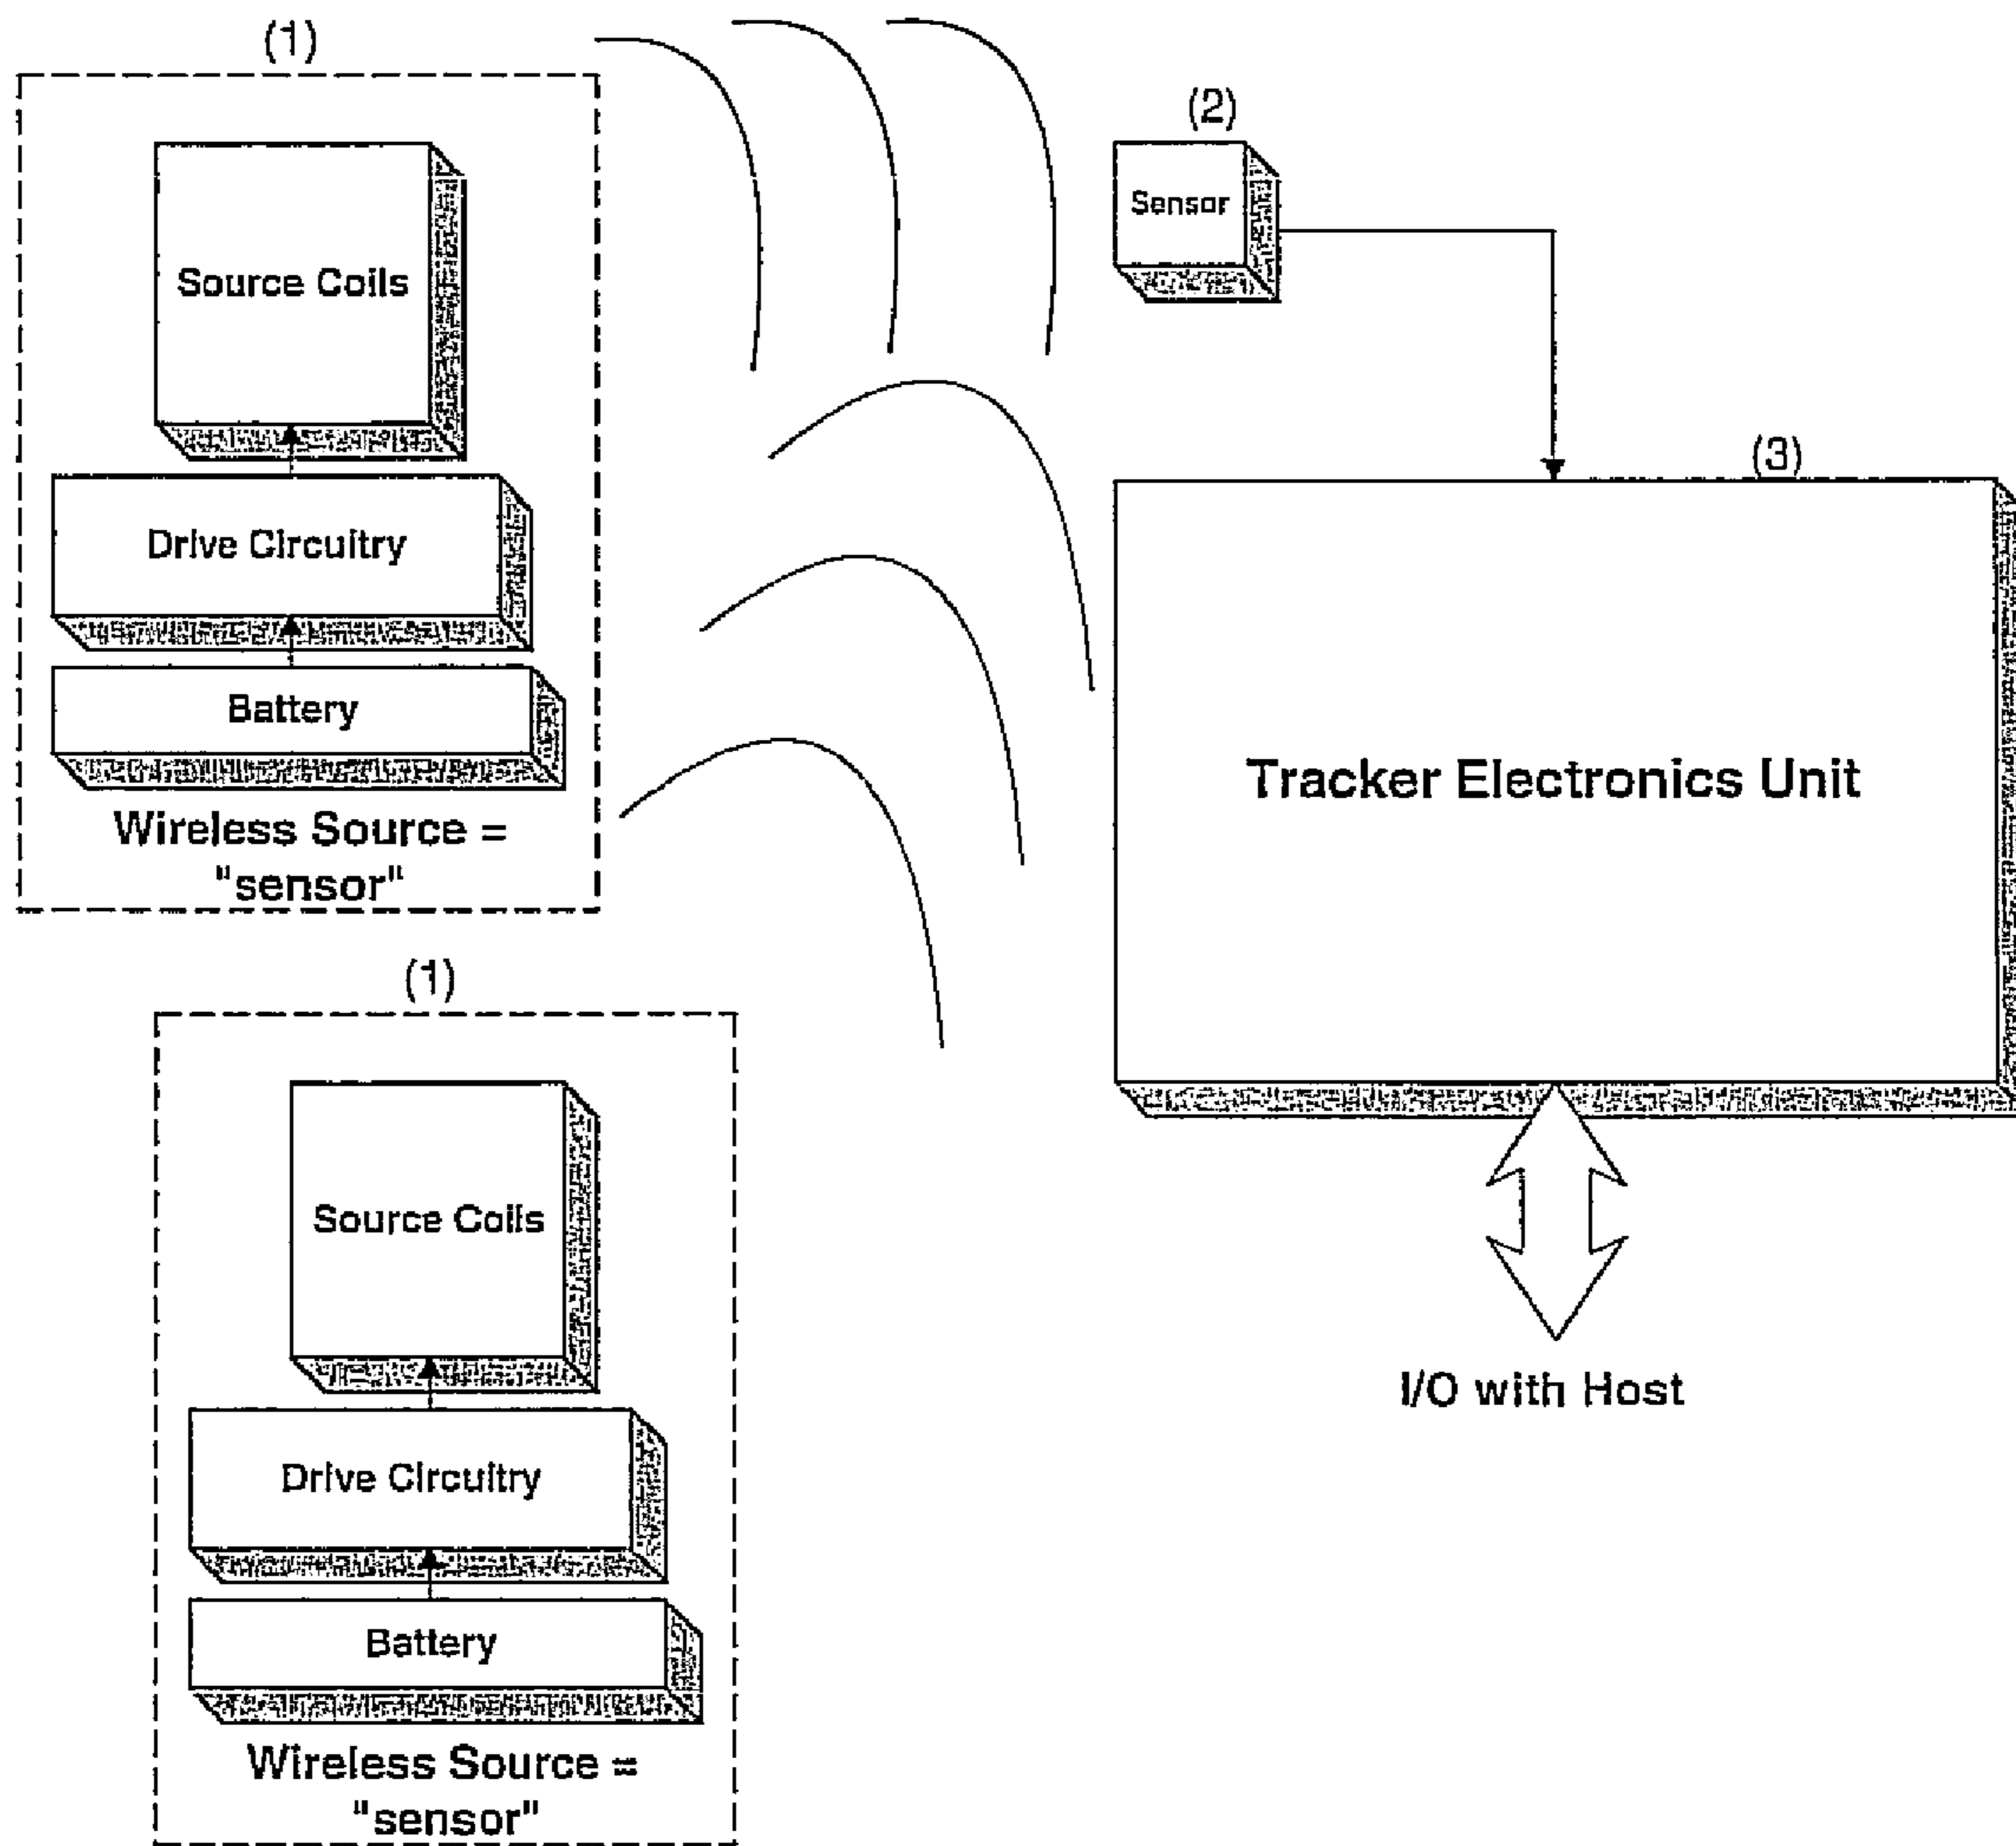 (1)
Source Coils
Drive Circuitry
Battery
Wireless Source =
"sensor"
(2)
Sensor
(3)
Tracker Electronics Unit
I/O with Host
(1)
Source Coils
Drive Circuitry
Battery
Wireless Source =
"sensor"